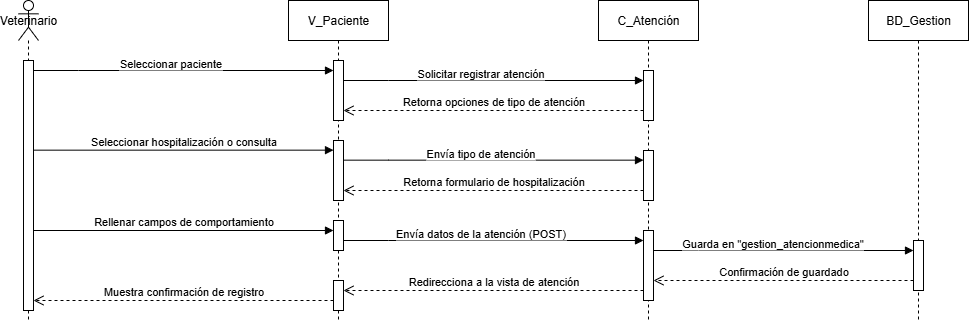 Veterinario
V_Paciente
C_Atención
BD_Gestion
Seleccionar paciente
Solicitar registrar atención
Retorna opciones de tipo de atención
Seleccionar hospitalización o consulta
Envía tipo de atención
Retorna formulario de hospitalización
Rellenar campos de comportamiento
Envía datos de la atención (POST)
Guarda en "gestion_atencionmedica"
Confirmación de guardado
Redirecciona a la vista de atención
Muestra confirmación de registro